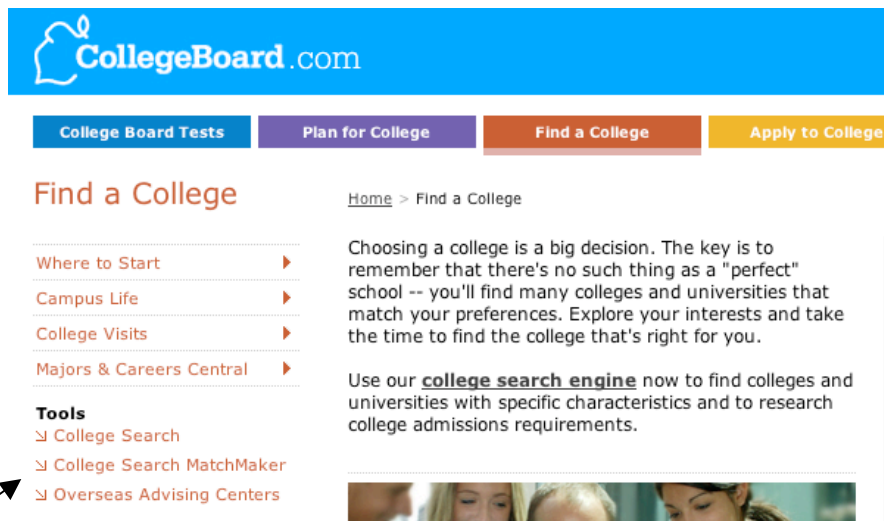 CollegeBoard.com
College Board Tests
Plan for College
Find a College
Apply to College
Find a College
Where to Start
Campus Life
College Visits
Majors & Careers Central
Tools
College Search
College Search MatchMaker
Overseas Advising Centers
Home > Find a College
Choosing a college is a big decision. The key is to
remember that there's no such thing as a "perfect"
school -- you'll find many colleges and universities that
match your preferences. Explore your interests and take
the time to find the college that's right for you.
Use our college search engine now to find colleges and
universities with specific characteristics and to research
college admissions requirements.